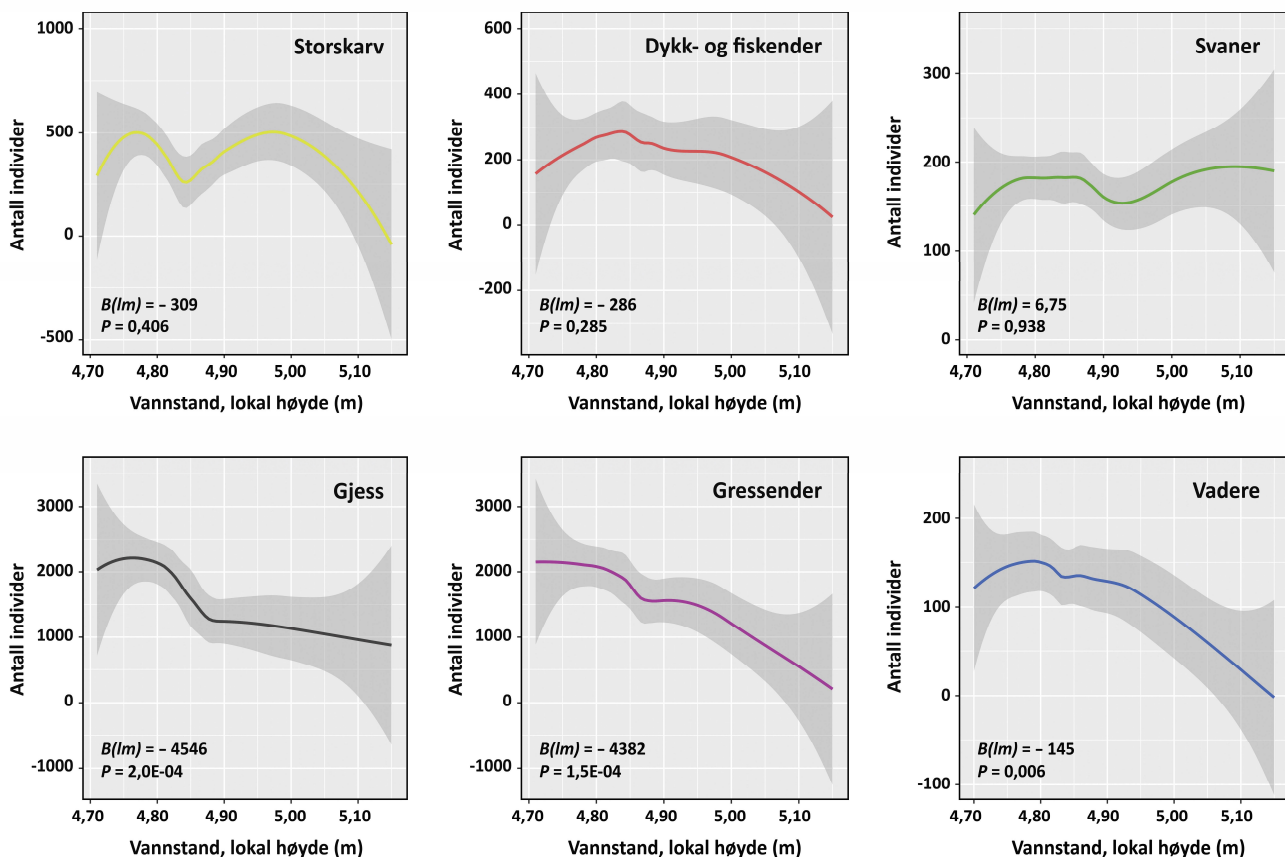 Storskarv
Antall individer
1000
500
0
-500
B(lm) = – 309
P = 0,406
4,70 4,80 4,90 5,00 5,10
Vannstand, lokal høyde (m)
Dykk- og fiskender
Antall individer
600
400
200
0
-200
B(lm) = – 286
P = 0,285
4,70 4,80 4,90 5,00 5,10
Vannstand, lokal høyde (m)
Svaner
Antall individer
300
200
100
0
B(lm) = 6,75
P = 0,938
4,70 4,80 4,90 5,00 5,10
Vannstand, lokal høyde (m)
Gjess
Antall individer
3000
2000
1000
0
-1000
B(lm) = – 4546
P = 2,0E-04
4,70 4,80 4,90 5,00 5,10
Vannstand, lokal høyde (m)
Gressender
Antall individer
3000
2000
1000
0
-1000
B(lm) = – 4382
P = 1,5E-04
4,70 4,80 4,90 5,00 5,10
Vannstand, lokal høyde (m)
Vadere
Antall individer
200
100
0
-100
B(lm) = – 145
P = 0,006
4,70 4,80 4,90 5,00 5,10
Vannstand, lokal høyde (m)